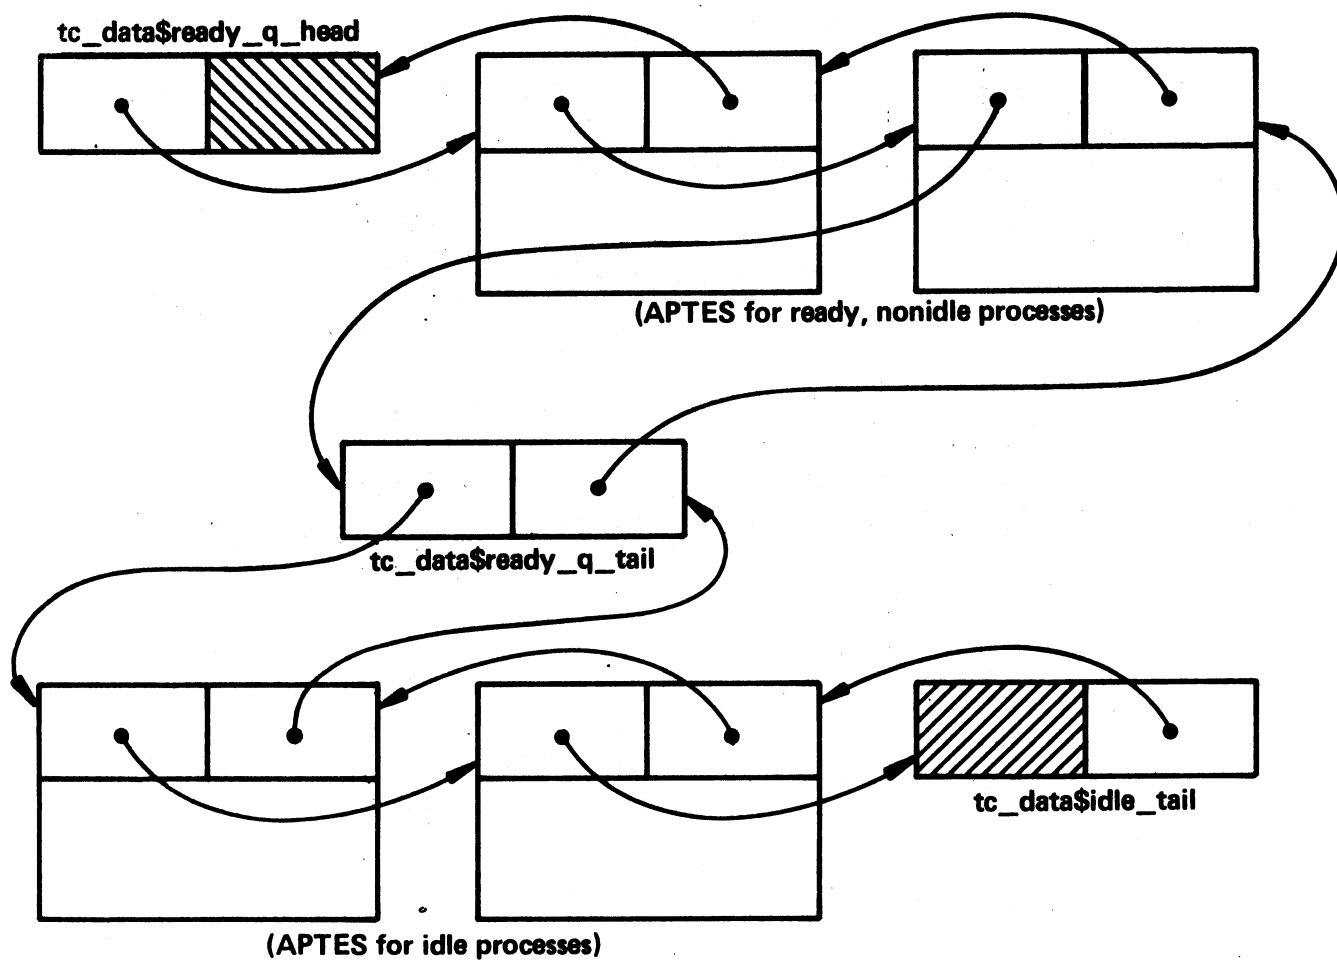 tc_data$ready_q_head
(APTES for ready, nonidle processes)
tc_data$ready_q_tail
tc_data$idle_tail
(APTES for idle processes)